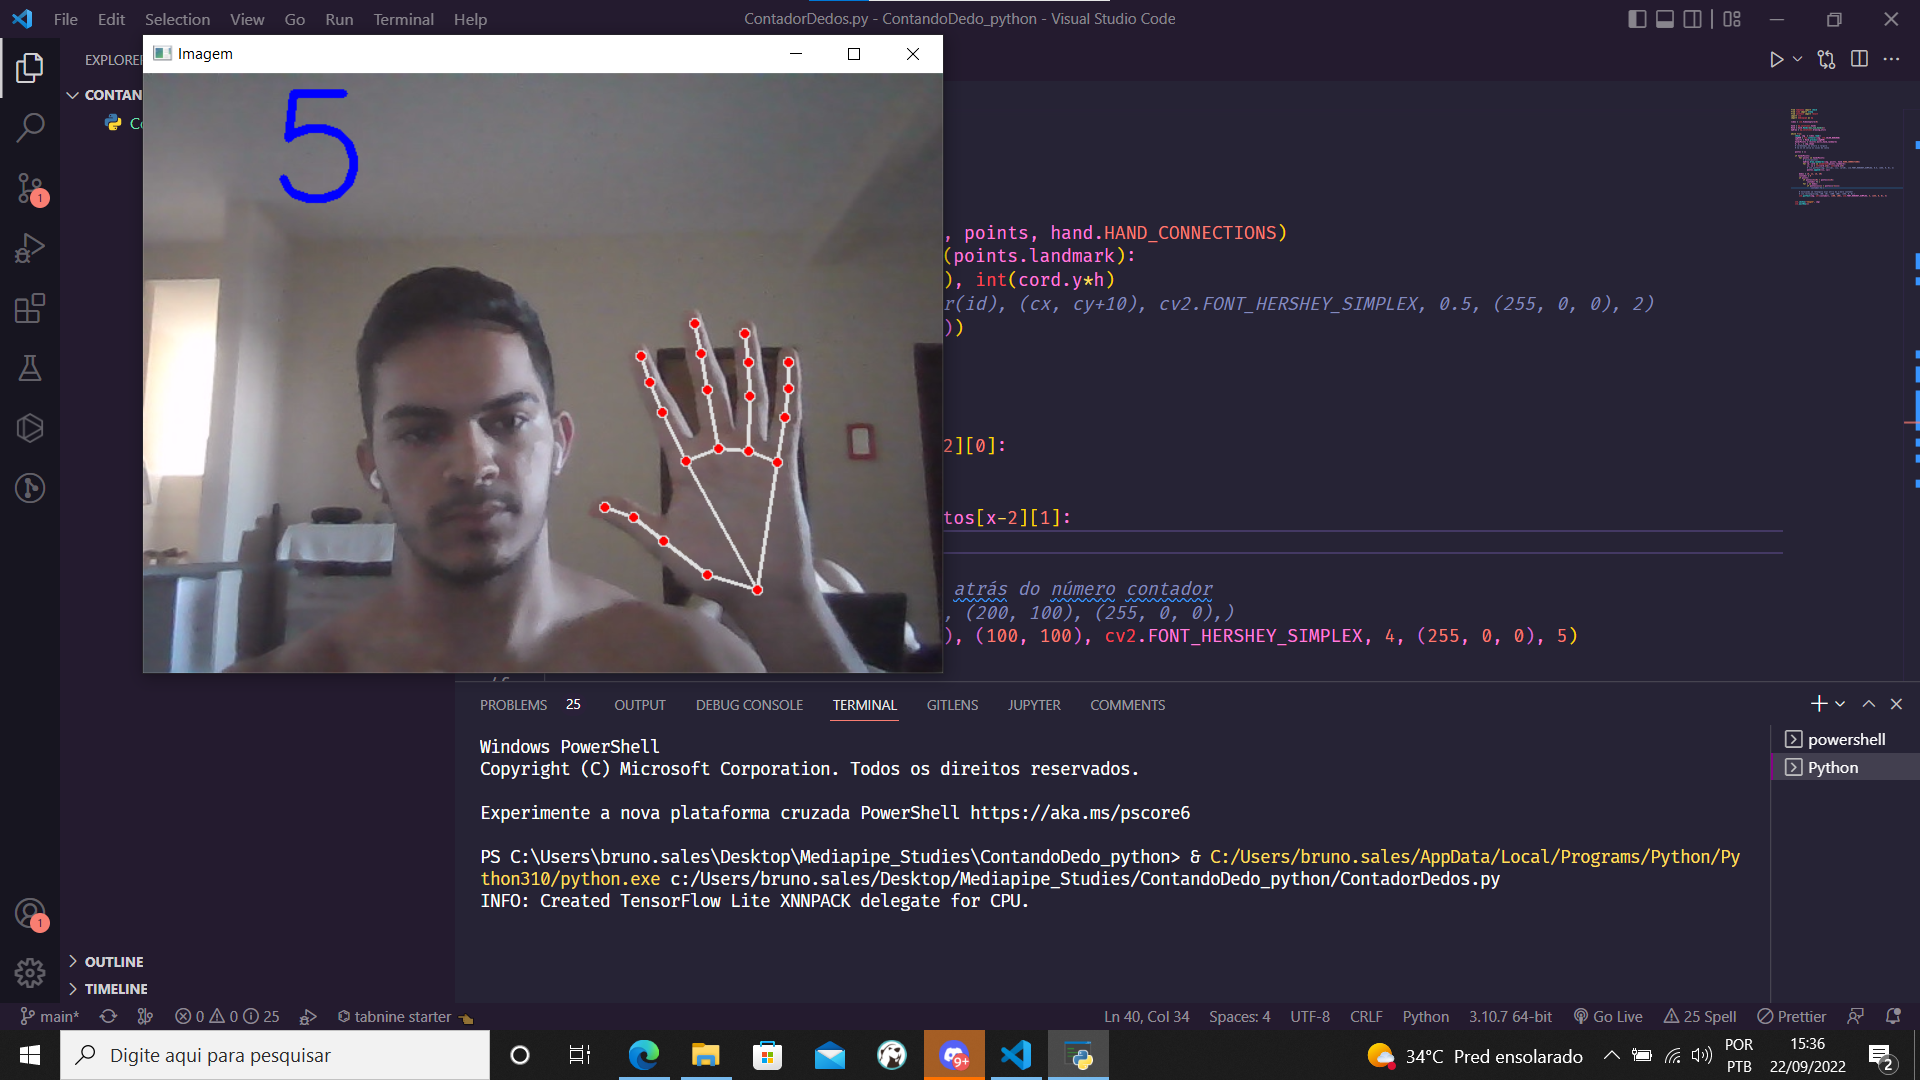 File Edit Selection View Go Run Terminal Help
ContadorDedos.py - ContandoDedo_python - Visual Studio Code
Imagem
5
CONTAN
, points, hand.HAND_CONNECTIONS)
(points.landmark):
), int(cord.y*h)
r(id), (cx, cy+10), cv2.FONT_HERSHEY_SIMPLEX, 0.5, (255, 0, 0), 2)
))
2][0]:
tos[x-2][1]:
atrás do número contador
, (200, 100), (255, 0, 0),)
), (100, 100), cv2.FONT_HERSHEY_SIMPLEX, 4, (255, 0, 0), 5)
1
PROBLEMS 25 OUTPUT DEBUG CONSOLE TERMINAL GITLENS JUPYTER COMMENTS
Windows PowerShell
Copyright (C) Microsoft Corporation. Todos os direitos reservados.
Experimente a nova plataforma cruzada PowerShell https://aka.ms/pscore6
PS C:\Users\bruno.sales\Desktop\Mediapipe_Studies\ContandoDedo_python> & C:/Users/bruno.sales/AppData/Local/Programs/Python/Py
thon310/python.exe c:/Users/bruno.sales/Desktop/Mediapipe_Studies/ContandoDedo_python/ContadorDedos.py
INFO: Created TensorFlow Lite XNNPACK delegate for CPU.
powershell
Python
1
OUTLINE
TIMELINE
main* 0 0 25 tabnine starter
Ln 40, Col 34 Spaces: 4 UTF-8 CRLF Python 3.10.7 64-bit Go Live 25 Spell Prettier
Digite aqui para pesquisar
9+
34°C Pred ensolarado
POR
PTB
15:36
22/09/2022
2